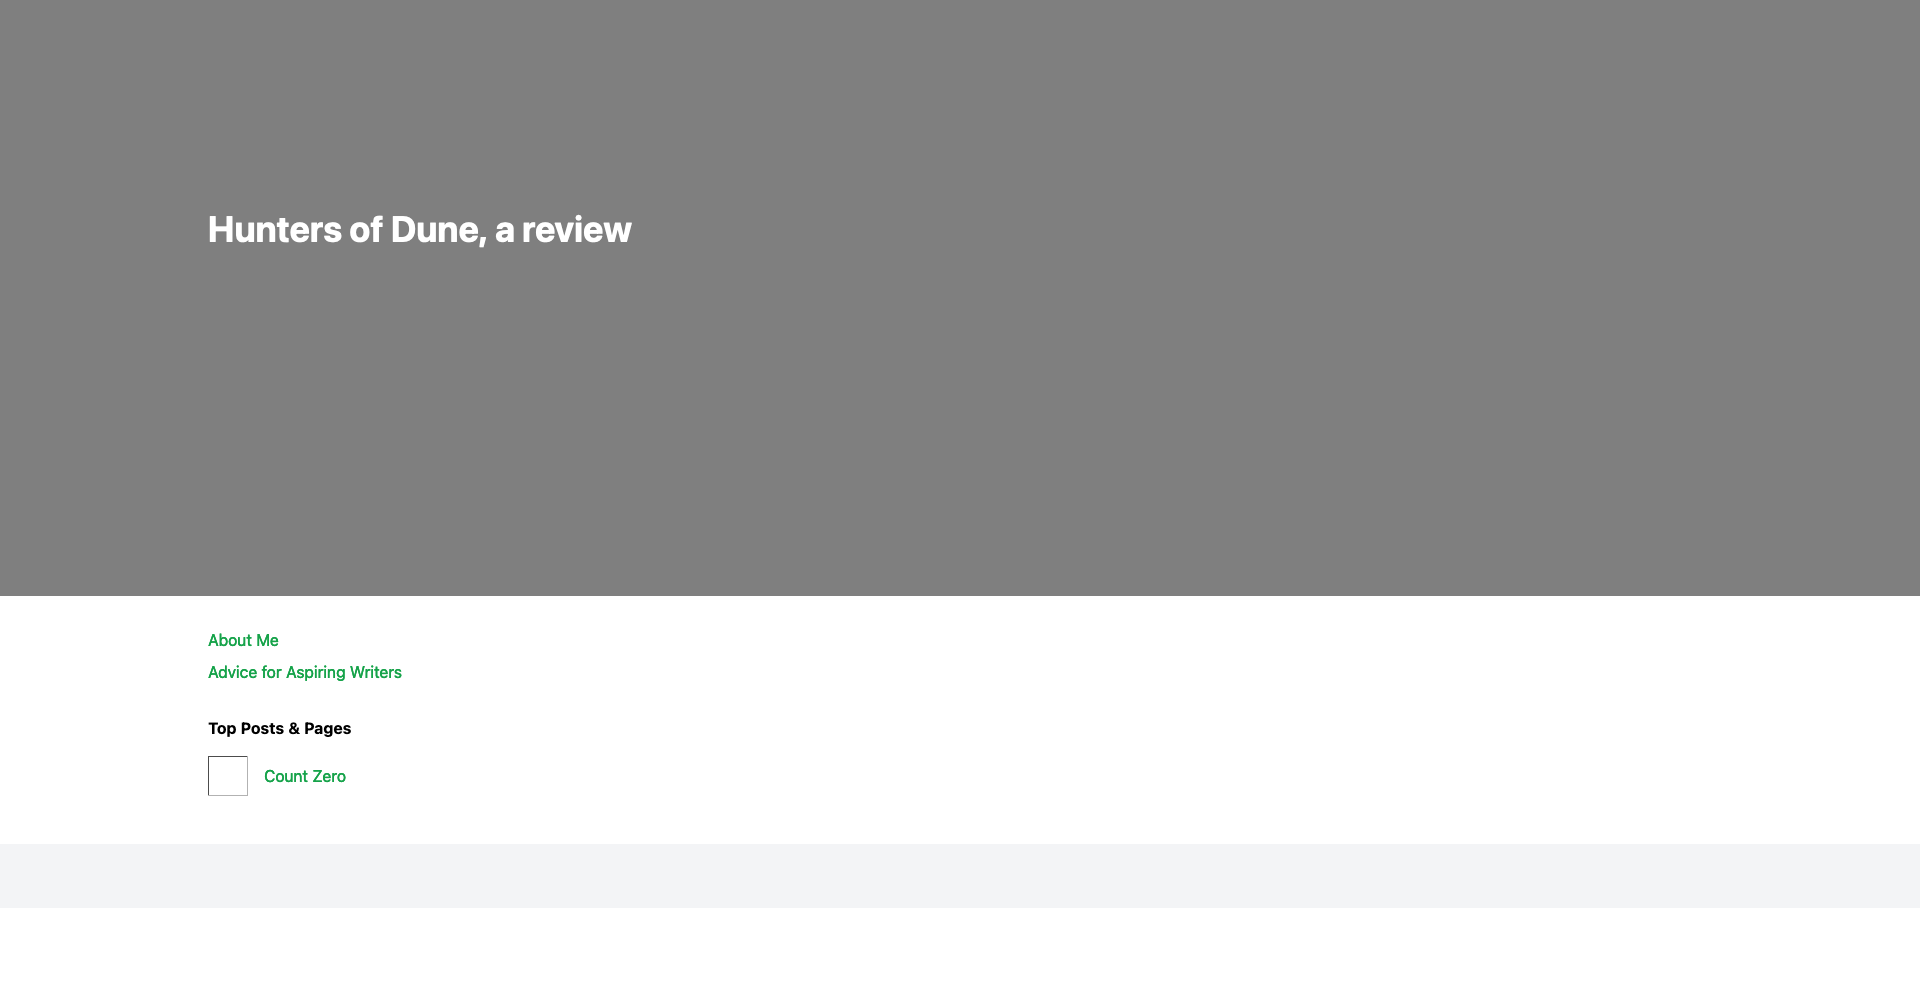 Hunters of Dune, a review
About Me
Advice for Aspiring Writers
Top Posts & Pages
Count Zero